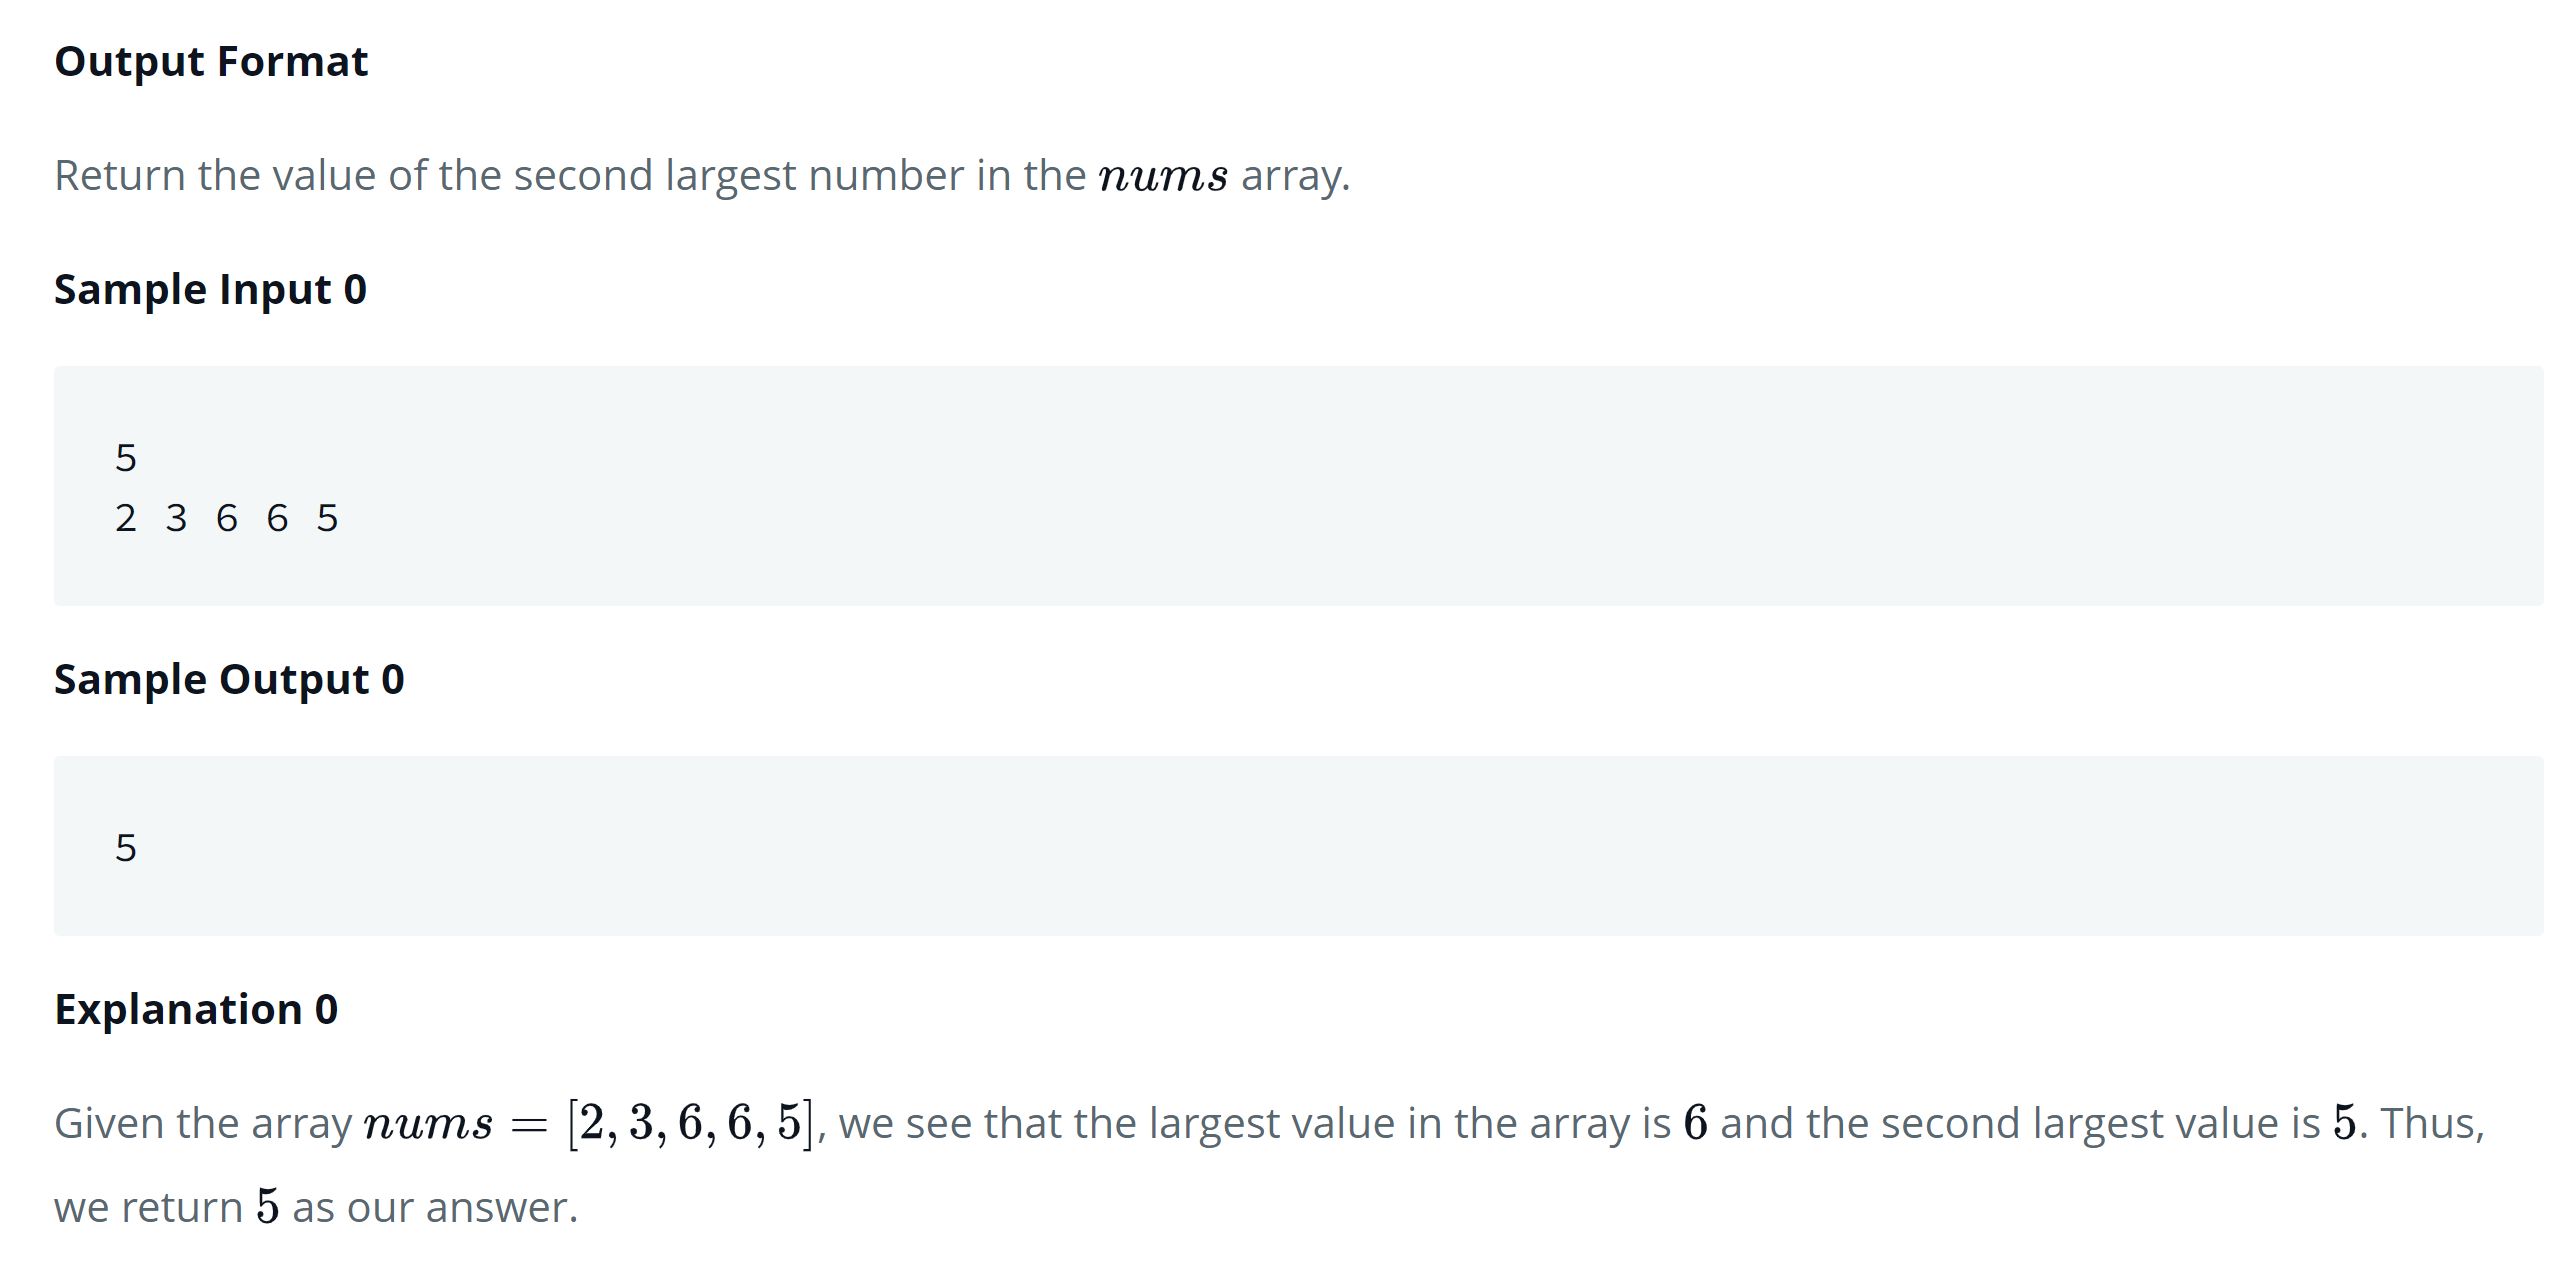 Output Format
Return the value of the second largest number in the nums array.
Sample Input 0
5
2 3 6 6 5
Sample Output 0
5
Explanation 0
Given the array nums = [2, 3, 6, 6, 5], we see that the largest value in the array is 6 and the second largest value is 5. Thus,
we return 5 as our answer.